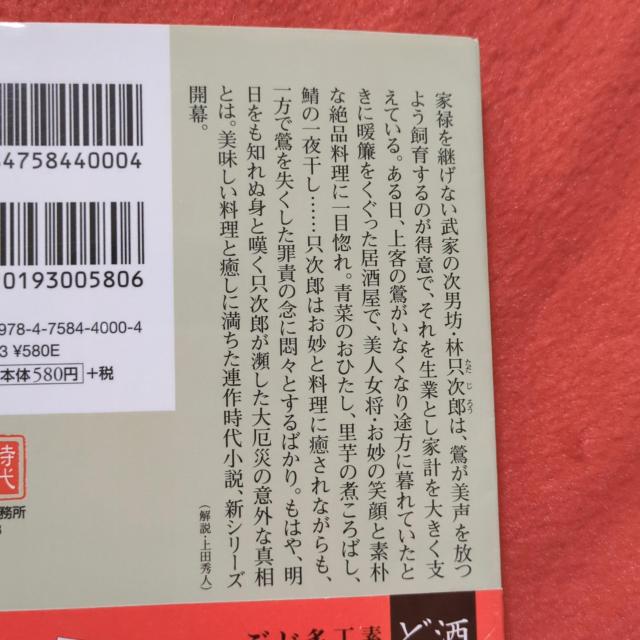 家禄を継げない武家の次男坊・林只次郎は、鶯が美声を放つ
ただじろう
よう飼育するのが得意で、それを生業とし家計を大きく支
えている。ある日、上客の鶯がいなくなり途方に暮れていたと
きに暖簾をくぐった居酒屋で、美人女将・お妙の笑顔と素朴
な絶品料理に一目惚れ。青菜のおひたし、里芋の煮ころばし、
鯖の一夜干し……只次郎はお妙と料理に癒されながらも、
一方で鶯を失くした罪責の念に悶々とするばかり。もはや、明
日をも知れぬ身と嘆く只次郎が瀕した大厄災の意外な真相
とは。美味しい料理と癒しに満ちた連作時代小説、新シリーズ
開幕。
(解説・上田秀人)
4758440004
0193005806
978-4-7584-4000-4
3 ¥580E
本体580円 +税
時代
務所
酒
ど
素